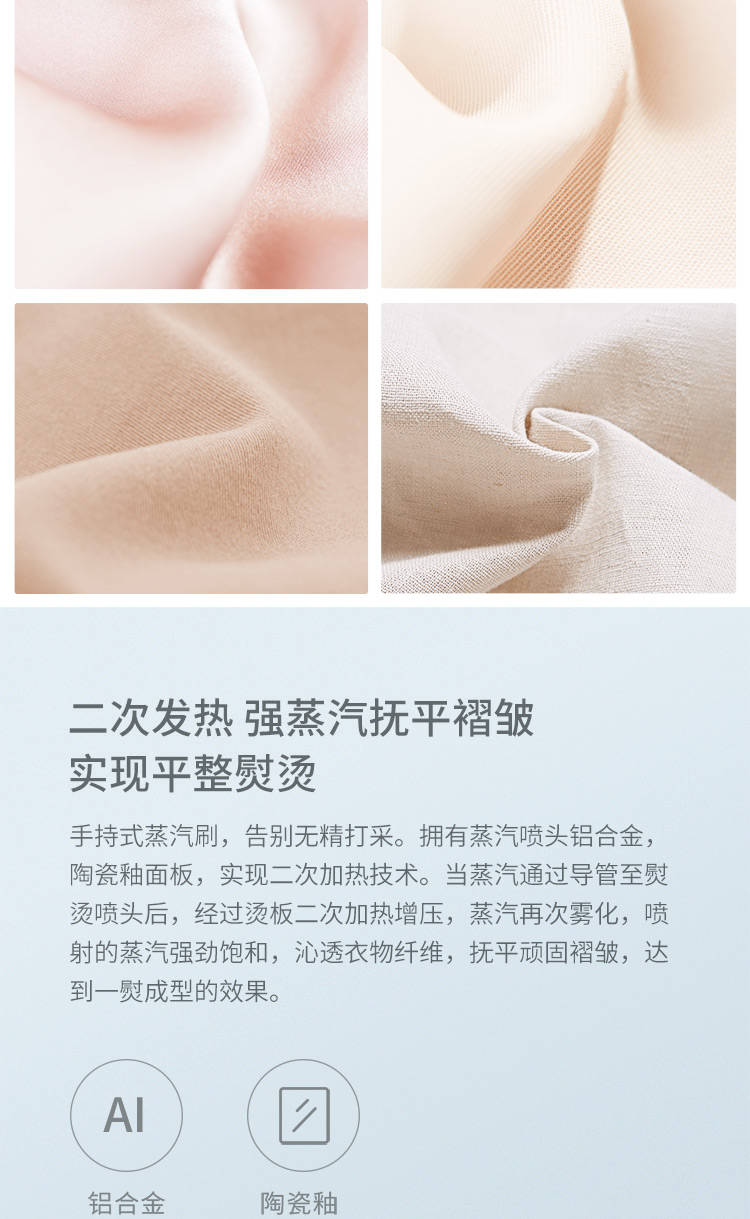 二次发热 强蒸汽抚平褶皱
实现平整熨烫
手持式蒸汽刷，告别无精打采。拥有蒸汽喷头铝合金，
陶瓷釉面板，实现二次加热技术。当蒸汽通过导管至熨
烫喷头后，经过烫板二次加热增压，蒸汽再次雾化，喷
射的蒸汽强劲饱和，沁透衣物纤维，抚平顽固褶皱，达
到一熨成型的效果。
Al
铝合金
陶瓷釉